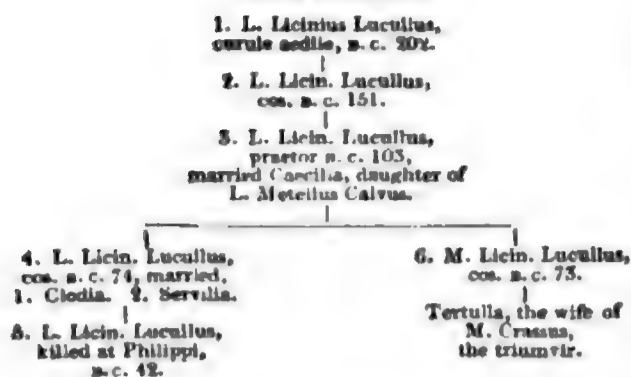 1. L. Licinius Lucullus,
curule aedile, B.C. 202.
2. L. Licin. Lucullus,
cos. B.C. 151.
3. L. Licin. Lucullus,
praetor B.C. 103,
married Caecilia, daughter of
L. Metellus Calvus.
4. L. Licin. Lucullus,
cos. B.C. 74, married,
1. Clodia. 2. Servilia.
5. L. Licin. Lucullus,
killed at Philippi,
B.C. 42.
6. M. Licin. Lucullus,
cos. B.C. 73.
Tertulla, the wife of
M. Crassus,
the triumvir.